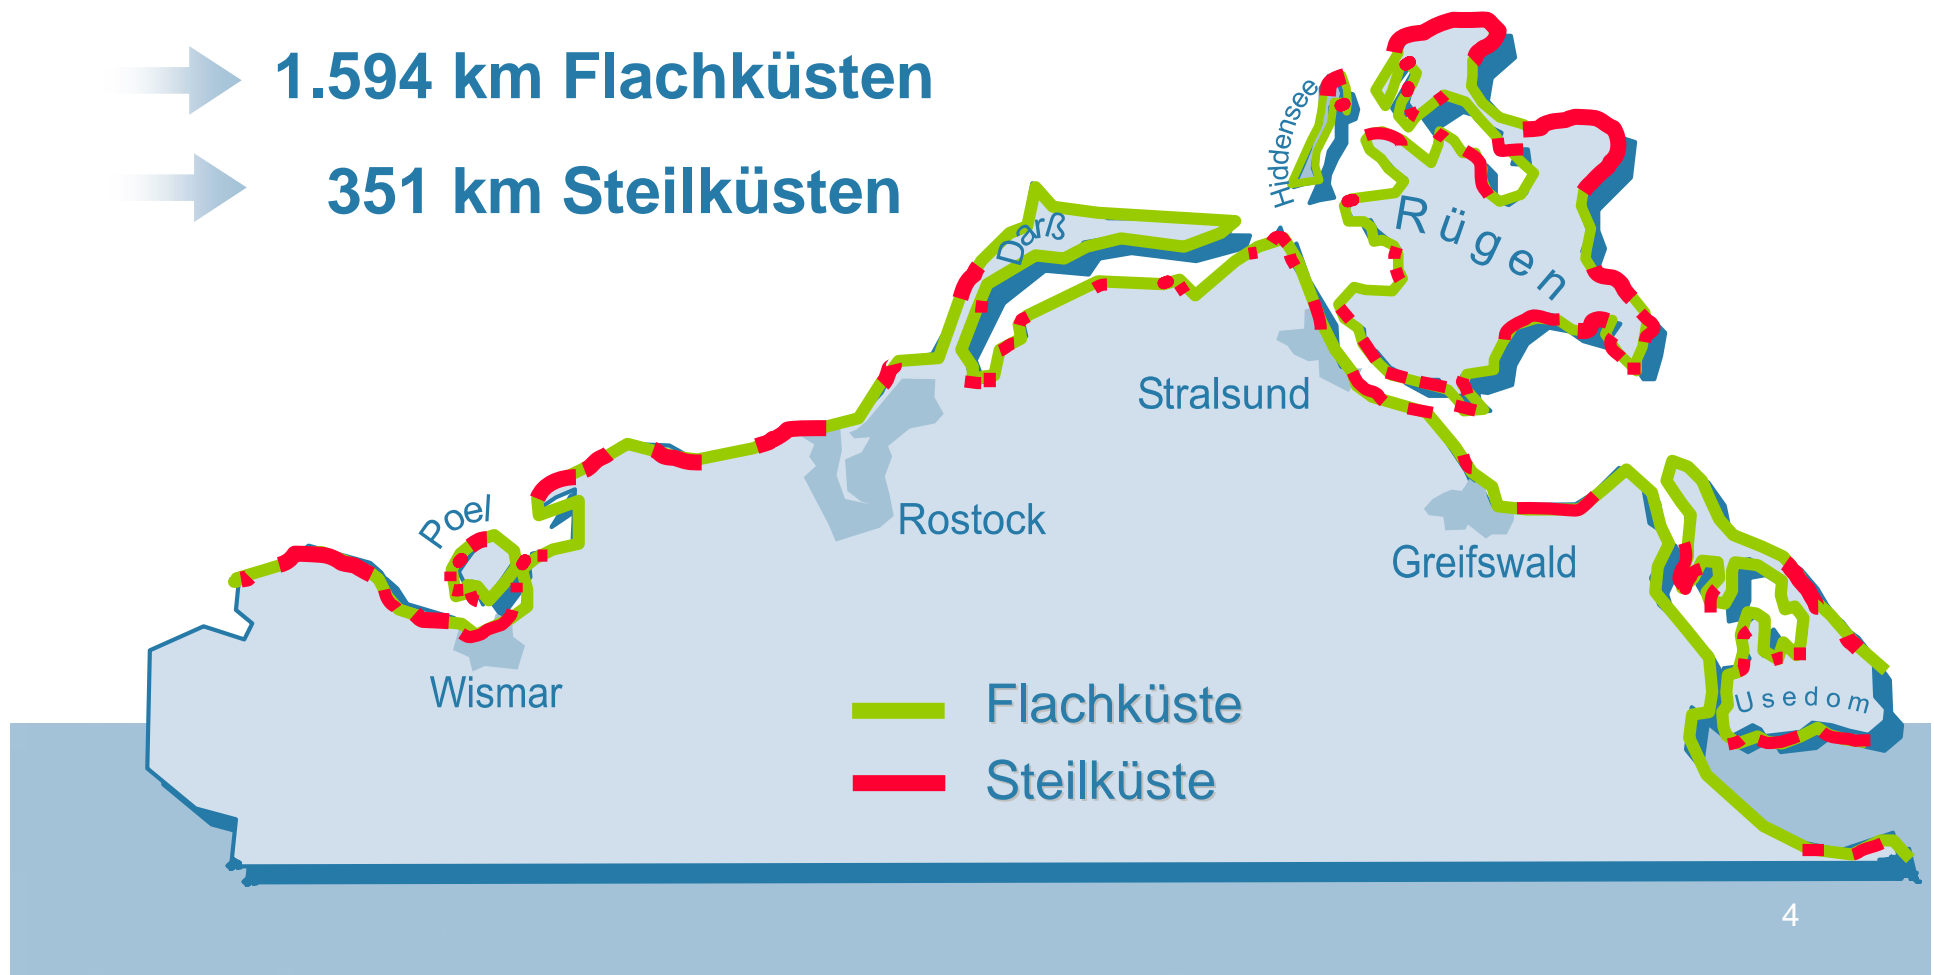 1.594 km Flachküsten
351 km Steilküsten
Hiddensee
Rügen
Darß
Stralsund
Poel
Rostock
Greifswald
Wismar
Usedom
Flachküste
Steilküste
4